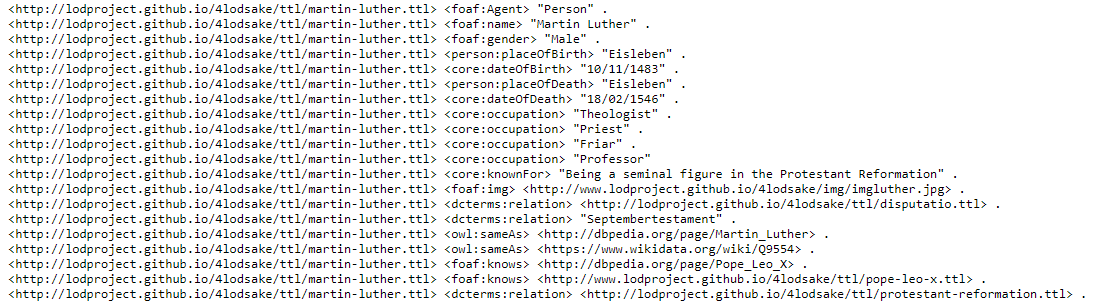 <http://lodproject.github.io/4lodsake/ttl/martin-luther.ttl> <foaf:Agent> "Person" .
<http://lodproject.github.io/4lodsake/ttl/martin-luther.ttl> <foaf:name> "Martin Luther" .
<http://lodproject.github.io/4lodsake/ttl/martin-luther.ttl> <foaf:gender> "Male" .
<http://lodproject.github.io/4lodsake/ttl/martin-luther.ttl> <person:placeOfBirth> "Eisleben" .
<http://lodproject.github.io/4lodsake/ttl/martin-luther.ttl> <core:dateOfBirth> "10/11/1483" .
<http://lodproject.github.io/4lodsake/ttl/martin-luther.ttl> <person:placeOfDeath> "Eisleben" .
<http://lodproject.github.io/4lodsake/ttl/martin-luther.ttl> <core:dateOfDeath> "18/02/1546" .
<http://lodproject.github.io/4lodsake/ttl/martin-luther.ttl> <core:occupation> "Theologist" .
<http://lodproject.github.io/4lodsake/ttl/martin-luther.ttl> <core:occupation> "Priest" .
<http://lodproject.github.io/4lodsake/ttl/martin-luther.ttl> <core:occupation> "Friar" .
<http://lodproject.github.io/4lodsake/ttl/martin-luther.ttl> <core:occupation> "Professor"
<http://lodproject.github.io/4lodsake/ttl/martin-luther.ttl> <core:knownFor> "Being a seminal figure in the Protestant Reformation" .
<http://lodproject.github.io/4lodsake/ttl/martin-luther.ttl> <foaf:img> <http://www.lodproject.github.io/4lodsake/img/imgluther.jpg> .
<http://lodproject.github.io/4lodsake/ttl/martin-luther.ttl> <dcterms:relation> <http://lodproject.github.io/4lodsake/ttl/disputatio.ttl> .
<http://lodproject.github.io/4lodsake/ttl/martin-luther.ttl> <dcterms:relation> "Septembertestament" .
<http://lodproject.github.io/4lodsake/ttl/martin-luther.ttl> <owl:sameAs> <http://dbpedia.org/page/Martin_Luther> .
<http://lodproject.github.io/4lodsake/ttl/martin-luther.ttl> <owl:sameAs> <https://www.wikidata.org/wiki/Q9554> .
<http://lodproject.github.io/4lodsake/ttl/martin-luther.ttl> <foaf:knows> <http://dbpedia.org/page/Pope_Leo_X> .
<http://lodproject.github.io/4lodsake/ttl/martin-luther.ttl> <foaf:knows> <http://www.lodproject.github.io/4lodsake/ttl/pope-leo-x.ttl> .
<http://lodproject.github.io/4lodsake/ttl/martin-luther.ttl> <dcterms:relation> <http://lodproject.github.io/4lodsake/ttl/protestant-reformation.ttl> .